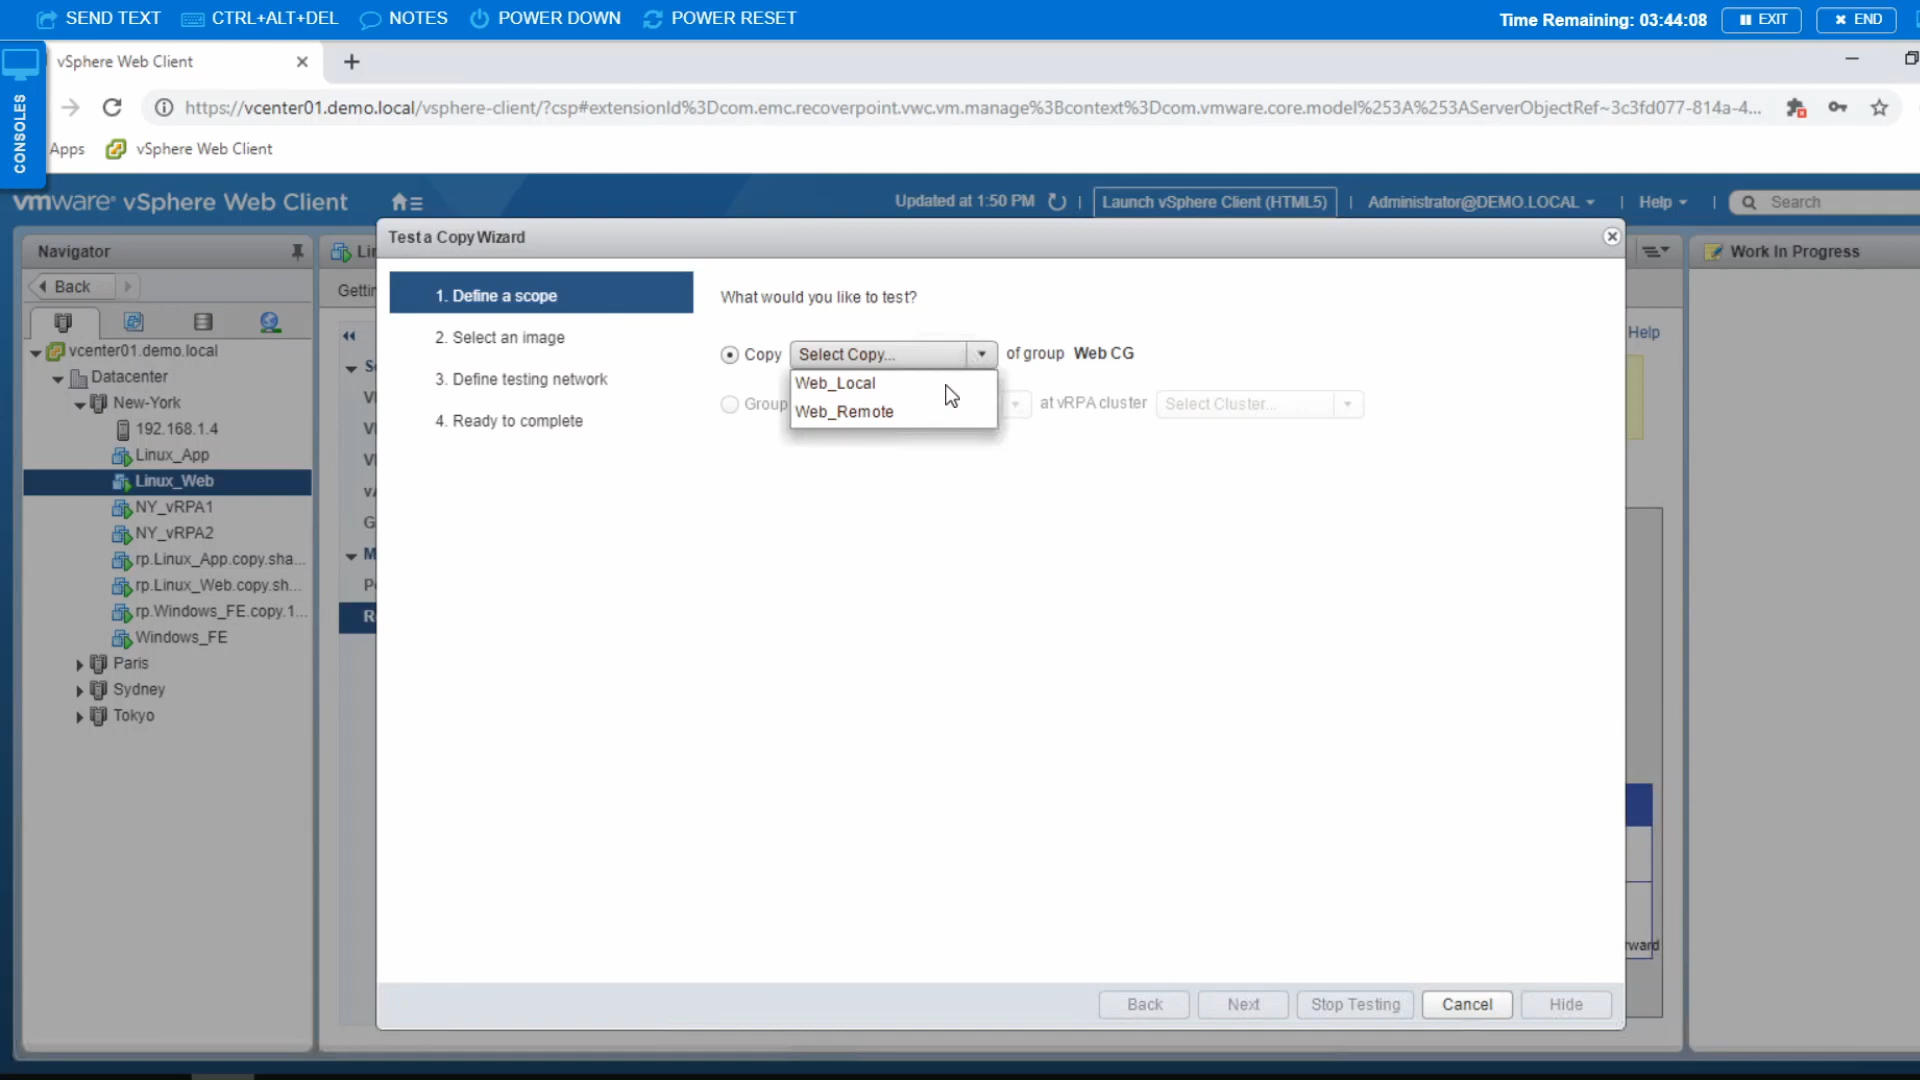 SEND TEXT CTRL+ALT+DEL NOTES POWER DOWN POWER RESET Time Remaining: 03:44:08 EXIT END
CONSOLES
vSphere Web Client
https://vcenter01.demo.local/vsphere-client/?csp#extensionId%3Dcom.emc.recoverpoint.vwc.vm.manage%3Bcontext%3Dcom.vmware.core.model%253A%253AServerObjectRef~3c3fd077-814a-4...
Apps vSphere Web Client
vmware vSphere Web Client Updated at 1:50 PM | Launch vSphere Client (HTML5) | Administrator@DEMO.LOCAL | Help | Search
Navigator
Back
vcenter01.demo.local
Datacenter
New-York
192.168.1.4
Linux_App
Linux_Web
NY_vRPA1
NY_vRPA2
rp.Linux_App.copy.sha...
rp.Linux_Web.copy.sh...
rp.Windows_FE.copy.1...
Windows_FE
Paris
Sydney
Tokyo
Test a Copy Wizard
1. Define a scope
2. Select an image
3. Define testing network
4. Ready to complete
What would you like to test?
Copy Select Copy... of group Web CG
Web_Local
Web_Remote
Group at vRPA cluster Select Cluster...
Back Next Stop Testing Cancel Hide
Help
Work In Progress